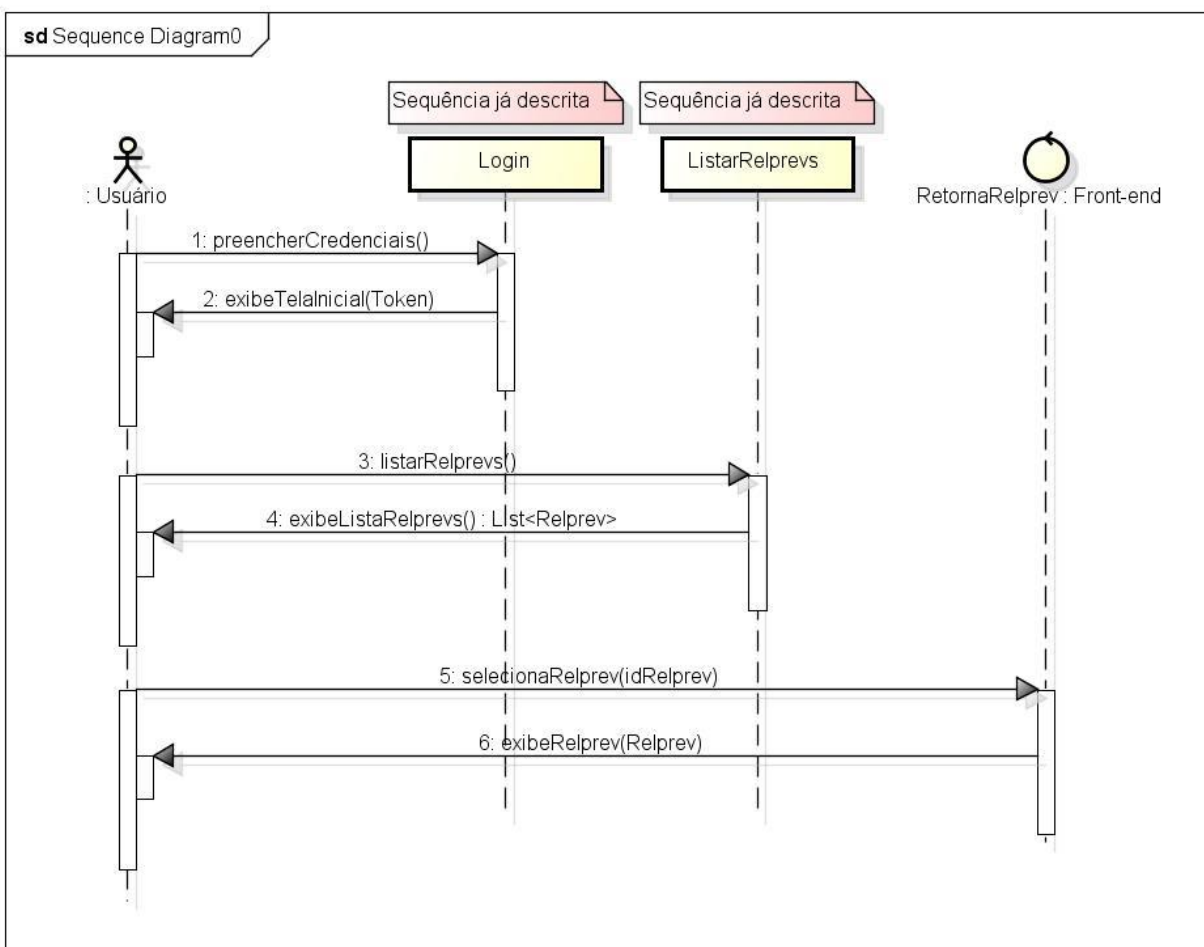 sd Sequence Diagram0
Sequência já descrita
Sequência já descrita
Login
ListarRelprevs
: Usuário
RetornaRelprev : Front-end
1: preencherCredenciais()
2: exibeTelaInicial(Token)
3: listarRelprevs()
4: exibeListaRelprevs() : LIst<Relprev>
5: selecionaRelprev(idRelprev)
6: exibeRelprev(Relprev)